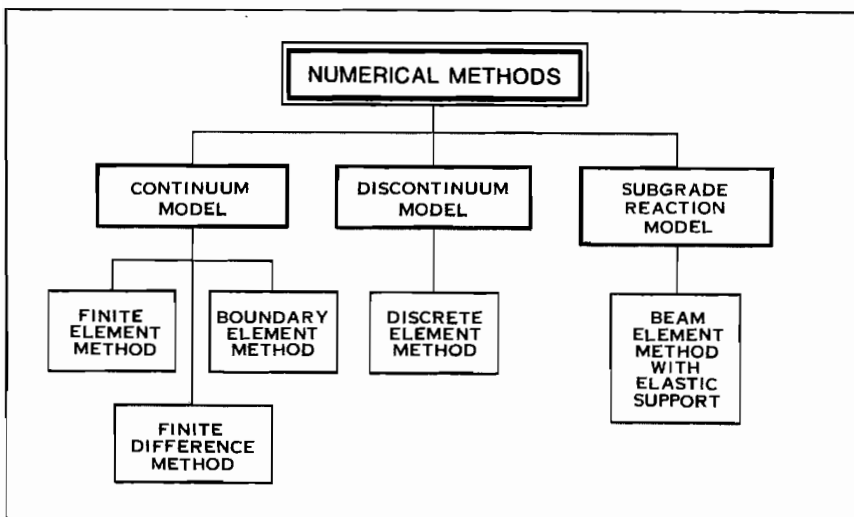 NUMERICAL METHODS
CONTINUUM
MODEL
DISCONTINUUM
MODEL
SUBGRADE
REACTION
MODEL
FINITE
ELEMENT
METHOD
BOUNDARY
ELEMENT
METHOD
DISCRETE
ELEMENT
METHOD
BEAM
ELEMENT
METHOD
WITH
ELASTIC
SUPPORT
FINITE
DIFFERENCE
METHOD